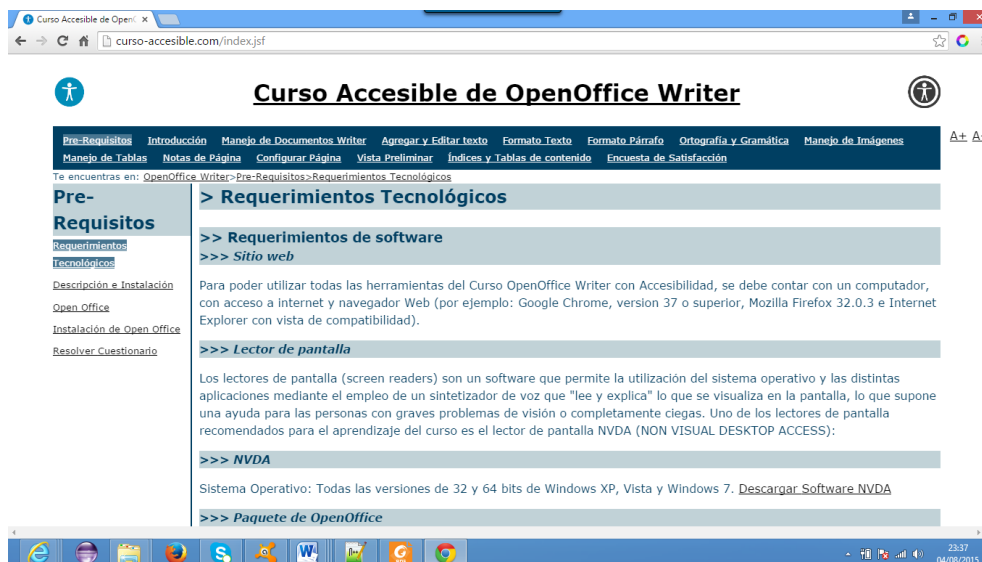 Curso Accesible de Open
curso-accesible.com/index.jsf
Curso Accesible de OpenOffice Writer
A+ A
Pre-Requisitos Introducción Manejo de Documentos Writer Agregar y Editar texto Formato Texto Formato Párrafo Ortografía y Gramática Manejo de Imágenes
Manejo de Tablas Notas de Página Configurar Página Vista Preliminar Índices y Tablas de contenido Encuesta de Satisfacción
Te encuentras en: OpenOffice Writer>Pre-Requisitos>Requerimientos Tecnológicos
Pre-
Requisitos
Requerimientos
Tecnológicos
Descripción e Instalación
Open Office
Instalación de Open Office
Resolver Cuestionario
> Requerimientos Tecnológicos
>> Requerimientos de software
>>> Sitio web
Para poder utilizar todas las herramientas del Curso OpenOffice Writer con Accesibilidad, se debe contar con un computador,
con acceso a internet y navegador Web (por ejemplo: Google Chrome, version 37 o superior, Mozilla
Firefox 32.0.3 e Internet
Explorer con vista de compatibilidad).
>>> Lector de pantalla
Los lectores de pantalla (screen readers) son un software que permite la utilización del sistema operativo y las distintas
aplicaciones mediante el empleo de un sintetizador de voz que "lee y explica" lo que se visualiza en la pantalla, lo que supone
una ayuda para las personas con graves problemas de visión o completamente ciegas. Uno de los lectores de pantalla
recomendados para el aprendizaje del curso es el lector de pantalla NVDA (NON VISUAL DESKTOP ACCESS):
>>> NVDA
Sistema Operativo: Todas las versiones de 32 y 64 bits de Windows XP, Vista y Windows 7. Descargar Software NVDA
>>> Paquete de OpenOffice
23:37
04/08/2015